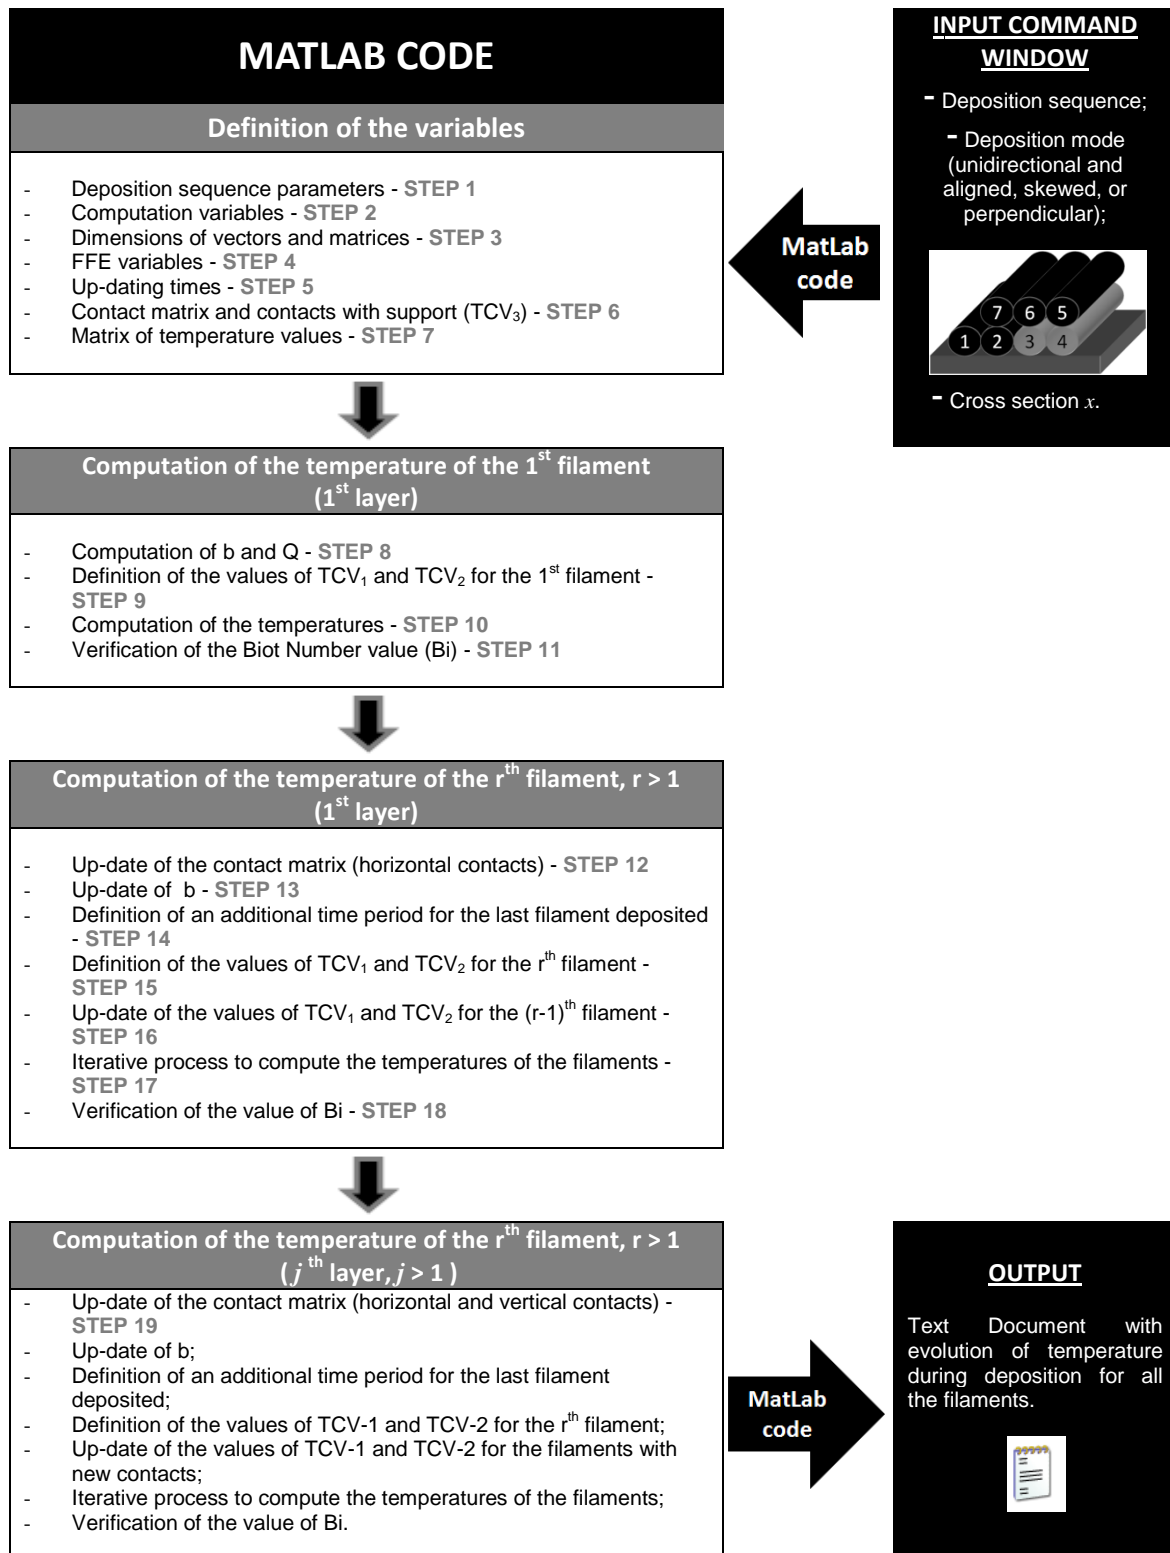 MATLAB CODE
Definition of the variables
- Deposition sequence parameters - STEP 1
- Computation variables - STEP 2
- Dimensions of vectors and matrices - STEP 3
- FFE variables - STEP 4
- Up-dating times - STEP 5
- Contact matrix and contacts with support (TCV₃) - STEP 6
- Matrix of temperature values - STEP 7
MatLab
code
INPUT COMMAND
WINDOW
- Deposition sequence;
- Deposition mode
(unidirectional and
aligned, skewed, or
perpendicular);
7 6 5
1 2 3 4
- Cross section x.
Computation of the temperature of the 1st filament
(1st layer)
- Computation of b and Q - STEP 8
- Definition of the values of TCV₁ and TCV₂ for the 1st filament -
STEP 9
- Computation of the temperatures - STEP 10
- Verification of the Biot Number value (Bi) - STEP 11
Computation of the temperature of the rth filament, r > 1
(1st layer)
- Up-date of the contact matrix (horizontal contacts) - STEP 12
- Up-date of b - STEP 13
- Definition of an additional time period for the last filament deposited
- STEP 14
- Definition of the values of TCV₁ and TCV₂ for the rth filament -
STEP 15
- Up-date of the values of TCV₁ and TCV₂ for the (r-1)th filament -
STEP 16
- Iterative process to compute the temperatures of the filaments -
STEP 17
- Verification of the value of Bi - STEP 18
Computation of the temperature of the rth filament, r > 1
( j th layer, j > 1 )
- Up-date of the contact matrix (horizontal and vertical contacts) -
STEP 19
- Up-date of b;
- Definition of an additional time period for the last filament
deposited;
- Definition of the values of TCV-1 and TCV-2 for the rth filament;
- Up-date of the values of TCV-1 and TCV-2 for the filaments with
new contacts;
- Iterative process to compute the temperatures of the filaments;
- Verification of the value of Bi.
MatLab
code
OUTPUT
Text Document with
evolution of temperature
during deposition for all
the filaments.